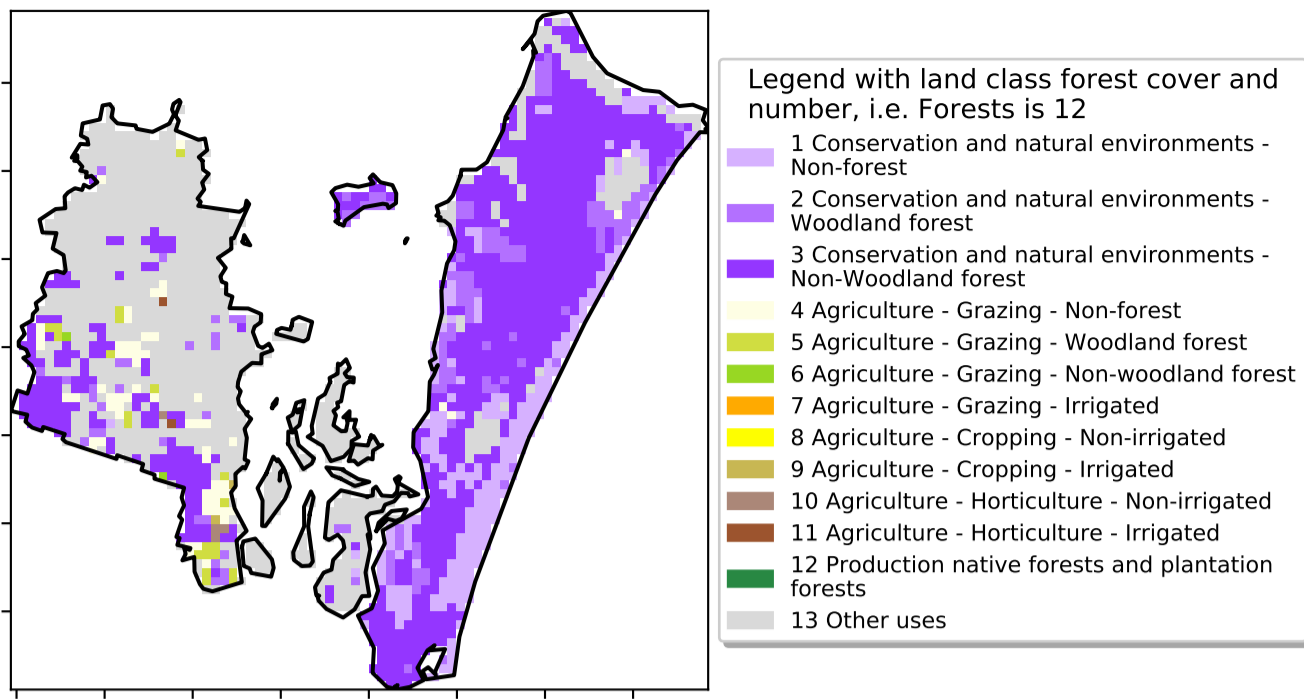 Legend with land class forest cover and
number, i.e. Forests is 12
1 Conservation and natural environments -
Non-forest
2 Conservation and natural environments -
Woodland forest
3 Conservation and natural environments -
Non-Woodland forest
4 Agriculture - Grazing - Non-forest
5 Agriculture - Grazing - Woodland forest
6 Agriculture - Grazing - Non-woodland forest
7 Agriculture - Grazing - Irrigated
8 Agriculture - Cropping - Non-irrigated
9 Agriculture - Cropping - Irrigated
10 Agriculture - Horticulture - Non-irrigated
11 Agriculture - Horticulture - Irrigated
12 Production native forests and plantation
forests
13 Other uses